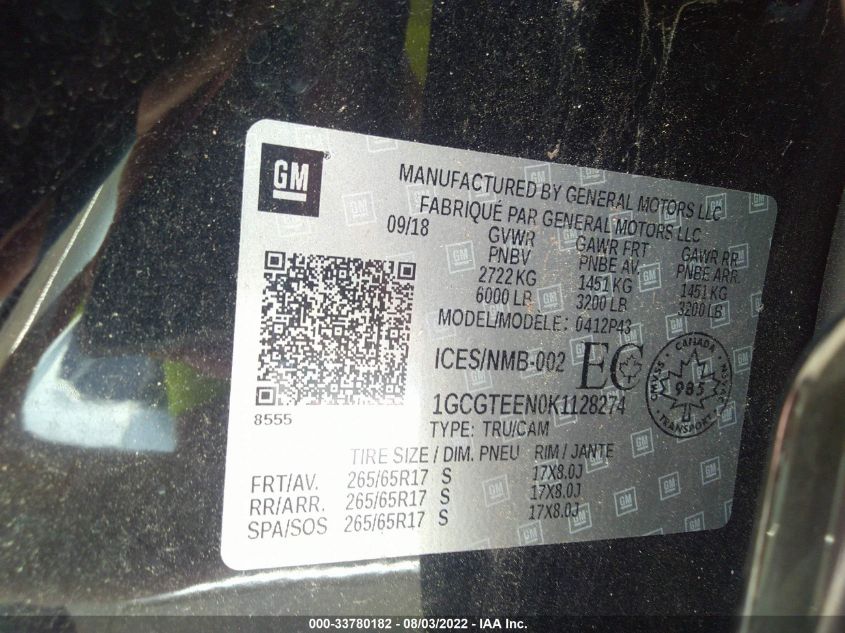 GM
MANUFACTURED BY GENERAL MOTORS LLC
FABRIQUÉ PAR GENERAL MOTORS LLC
09/18 GVWR GAWR FRT GAWR RR
PNBV PNBE AV. PNBE ARR.
2722 KG 1451 KG 1451 KG
6000 LB 3200 LB 3200 LB
MODEL/MODÈLE: 0412P43
ICES/NMB-002 EC
CANADA
985
TRANSPORT
1GCGTEEN0K1128274
8555
TYPE: TRU/CAM
TIRE SIZE / DIM. PNEU RIM / JANTE
FRT/AV. 265/65R17 S 17X8.0J
RR/ARR. 265/65R17 S 17X8.0J
SPA/SOS 265/65R17 S 17X8.0J
000-33780182 - 08/03/2022 - IAA Inc.